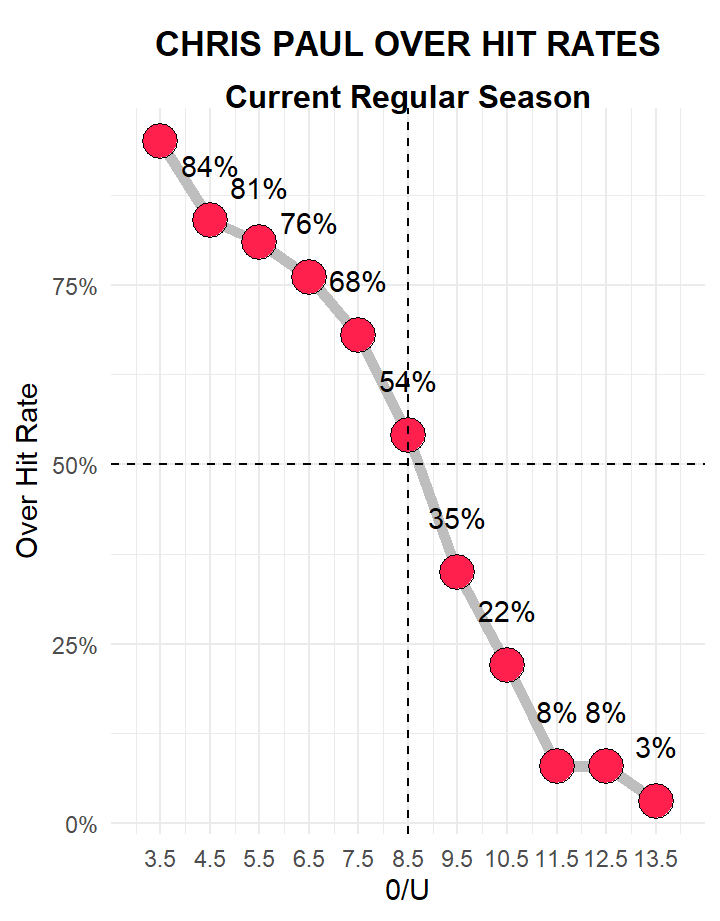 CHRIS PAUL OVER HIT RATES
Current Regular Season
84%
81%
76%
68%
54%
35%
22%
8% 8%
3%
75%
50%
25%
0%
Over Hit Rate
3.5 4.5 5.5 6.5 7.5 8.5 9.5 10.5 11.5 12.5 13.5
0/U